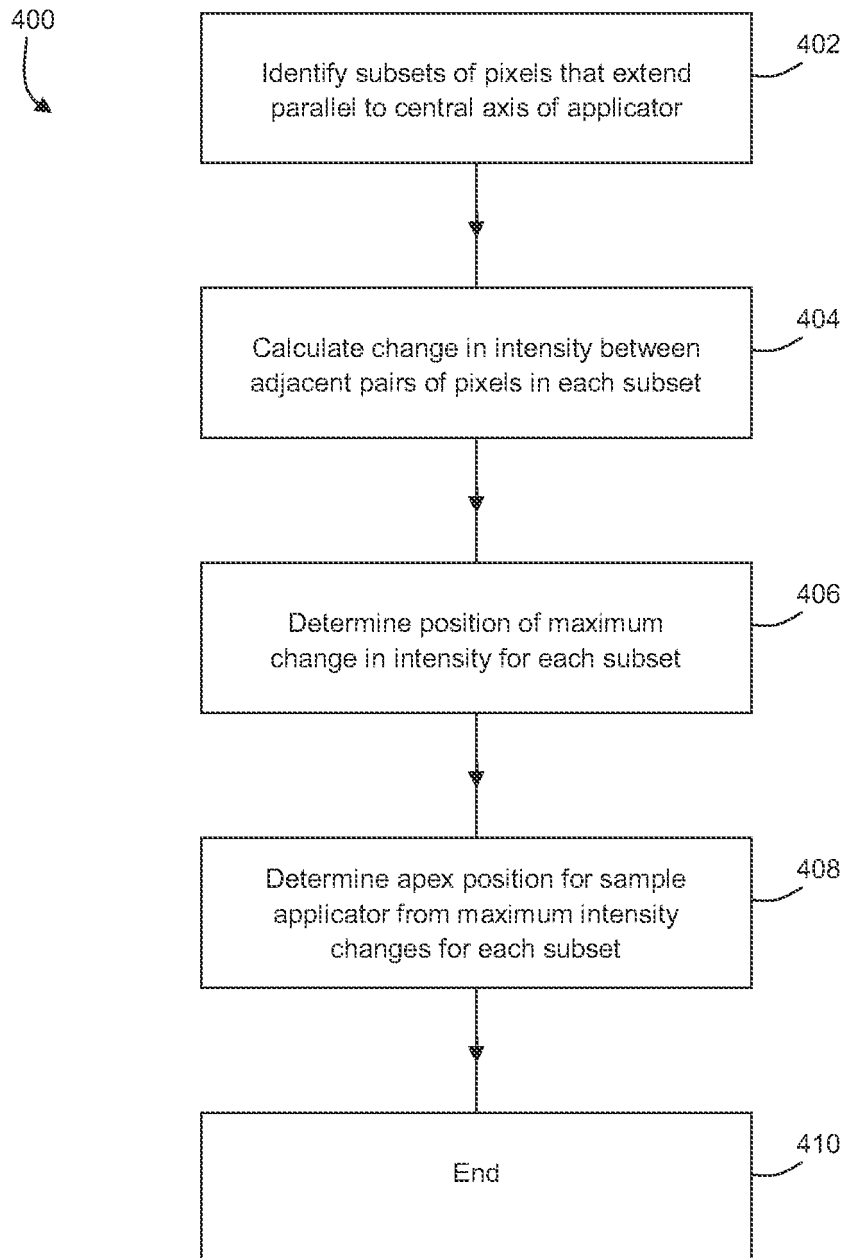 400
402
Identify subsets of pixels that extend
parallel to central axis of applicator
404
Calculate change in intensity between
adjacent pairs of pixels in each subset
406
Determine position of maximum
change in intensity for each subset
408
Determine apex position for sample
applicator from maximum intensity
changes for each subset
410
End